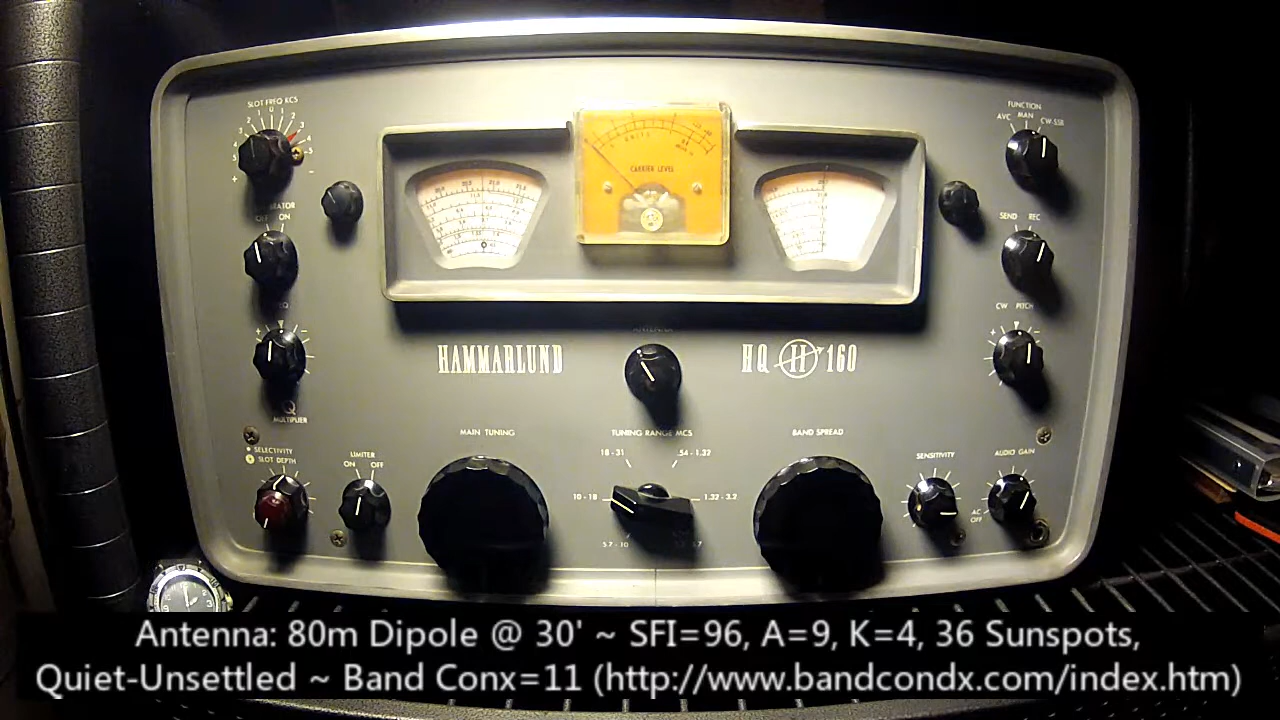 SLOT FREQ KCS
FUNCTION
AVC MAN CW-SSB
CARRIER LEVEL
ON
SEND REC
CW PITCH
ANTENNA
HAMMARLUND
HQ H 160
Q
MULTIPLIER
MAIN TUNING
TUNING RANGE MCS
BAND SPREAD
SELECTIVITY
SLOT DEPTH
LIMITER
ON OFF
18 - 31 .54 - 1.32
10 - 18 1.32 - 3.2
5.7 - 10
SENSITIVITY
AUDIO GAIN
AC
OFF
Antenna: 80m Dipole @ 30' ~ SFI=96, A=9, K=4, 36 Sunspots,
Quiet-Unsettled ~ Band Conx=11 (http://www.bandcondx.com/index.htm)